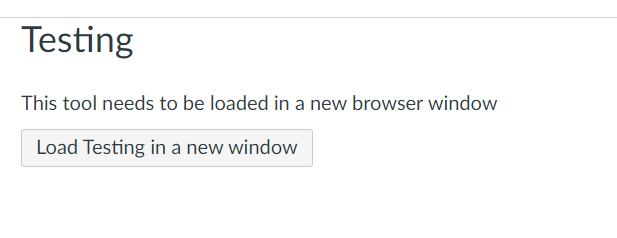 Testing
This tool needs to be loaded in a new browser window
Load Testing in a new window